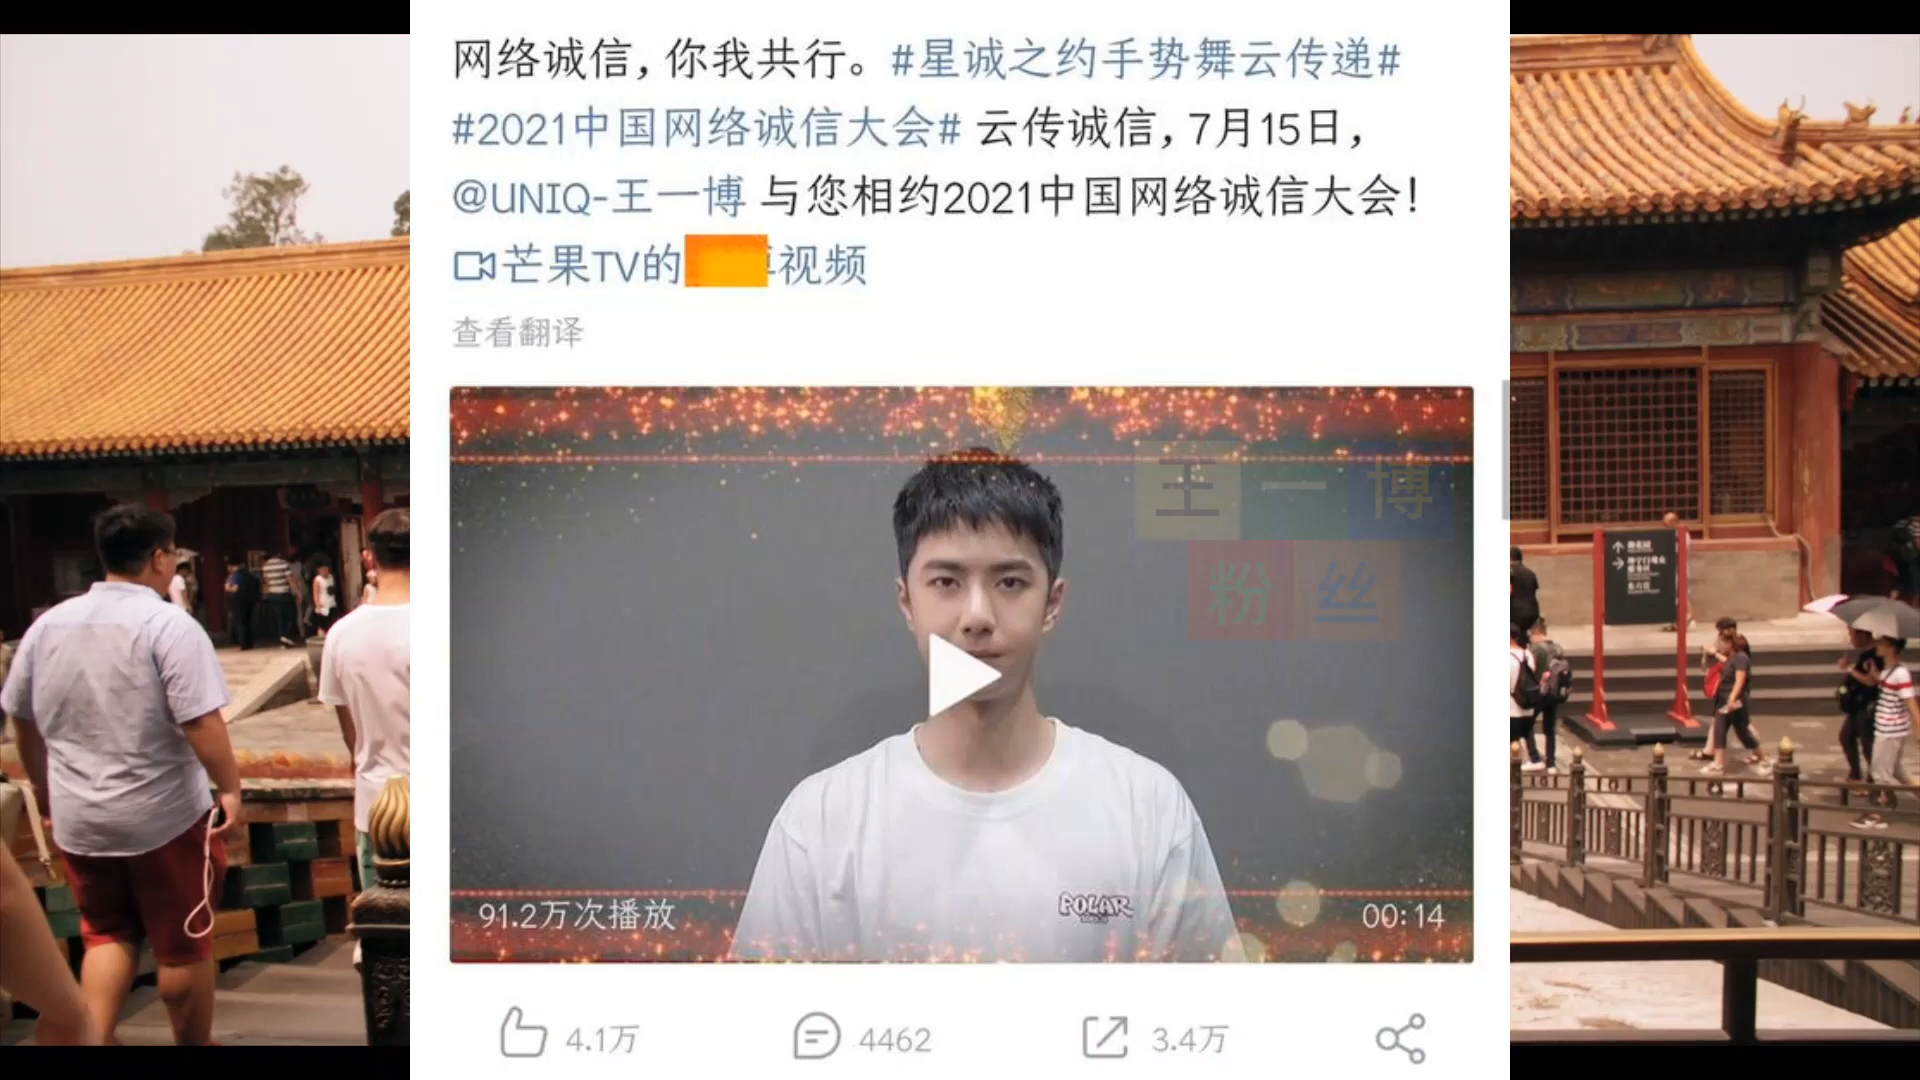 网络诚信，你我共行。#星诚之约手势舞云传递#
#2021中国网络诚信大会# 云传诚信，7月15日，
@UNIQ-王一博 与您相约2021中国网络诚信大会！
芒果TV的 视频
查看翻译
王一博
粉丝
POLAR
91.2万次播放
00:14
4.1万
4462
3.4万